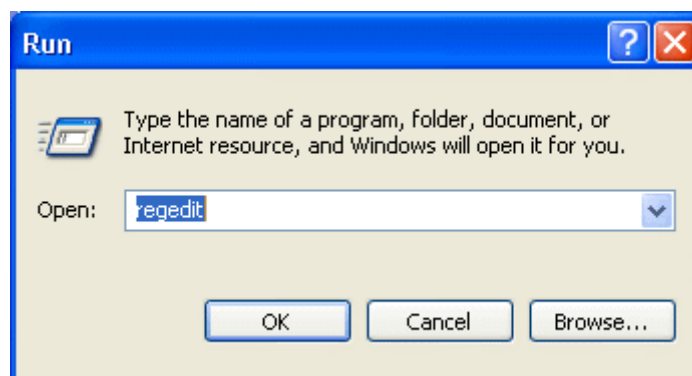 Run
Type the name of a program, folder, document, or
Internet resource, and Windows will open it for you.
Open: regedit
OK Cancel Browse...